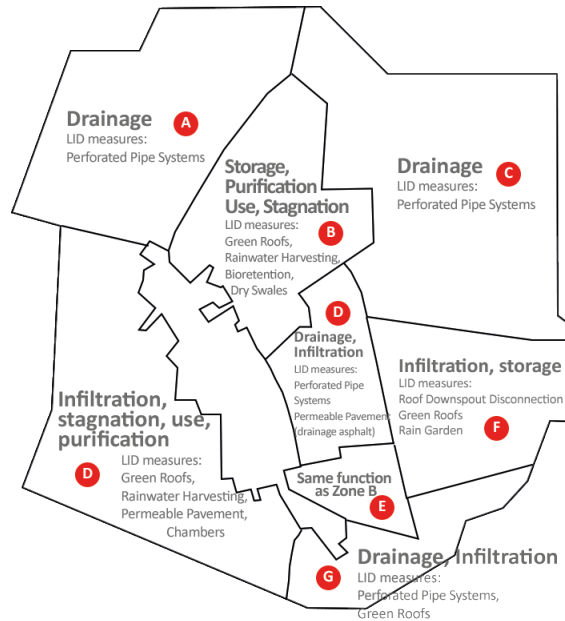 Drainage
A
LID measures:
Perforated Pipe Systems
Storage,
Purification
Use, Stagnation
LID measures:
B
Green Roofs,
Rainwater Harvesting,
Bioretention,
Dry Swales
Drainage
C
LID measures:
Perforated Pipe Systems
D
Drainage,
Infiltration
LID measures:
Perforated Pipe
Systems
Permeable Pavement
(drainage asphalt)
Infiltration, storage
LID measures:
Roof Downspout Disconnection
Green Roofs
Rain Garden
F
Infiltration,
stagnation, use,
purification
D
LID measures:
Green Roofs,
Rainwater Harvesting,
Permeable Pavement,
Chambers
Same function
as Zone B
E
G
Drainage, Infiltration
LID measures:
Perforated Pipe Systems,
Green Roofs